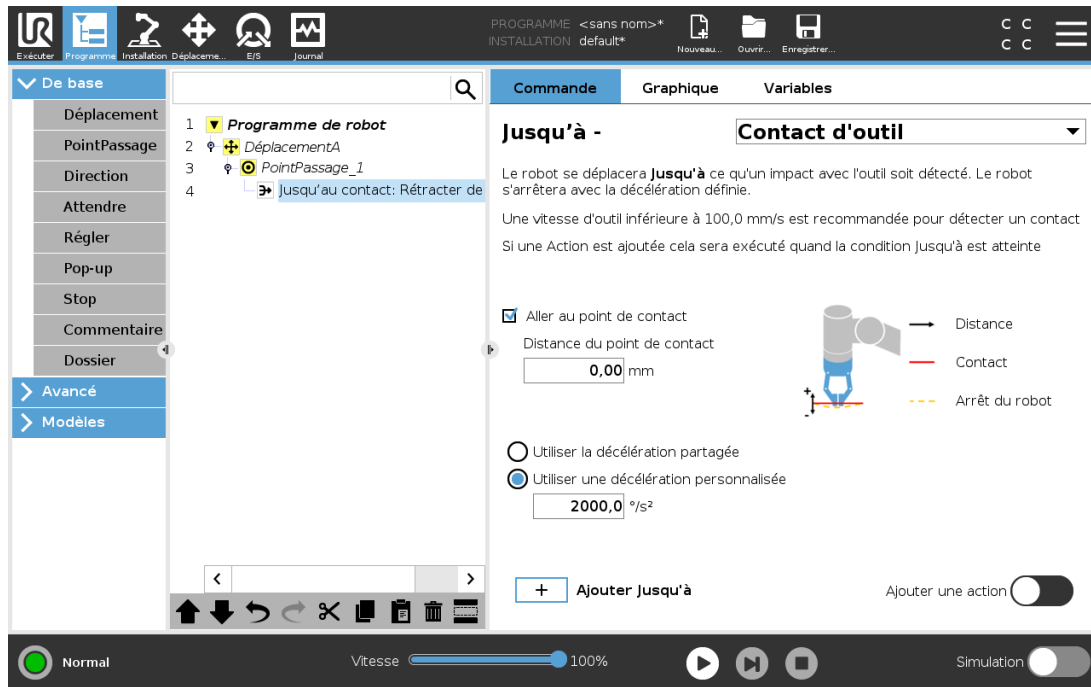 UR
PROGRAMME <sans nom>*
INSTALLATION default*
Exécuter
Programme
Installation
Déplaceme...
E/S
Journal
Nouveau...
Ouvrir...
Enregistrer...
C C
C C
De base
Déplacement
PointPassage
Direction
Attendre
Régler
Pop-up
Stop
Commentaire
Dossier
Avancé
Modèles
1 Programme de robot
2 DéplacementA
3 PointPassage_1
4 Jusqu'au contact: Rétracter de
Commande Graphique Variables
Jusqu'à - Contact d'outil
Le robot se déplacera Jusqu'à ce qu'un impact avec l'outil soit détecté. Le robot
s'arrêtera avec la décélération définie.
Une vitesse d'outil inférieure à 100,0 mm/s est recommandée pour détecter un contact
Si une Action est ajoutée cela sera exécuté quand la condition Jusqu'à est atteinte
Aller au point de contact
Distance du point de contact
0,00 mm
+
-
Distance
Contact
Arrêt du robot
Utiliser la décélération partagée
Utiliser une décélération personnalisée
2000,0 °/s²
+ Ajouter Jusqu'à
Ajouter une action
Normal
Vitesse 100%
Simulation